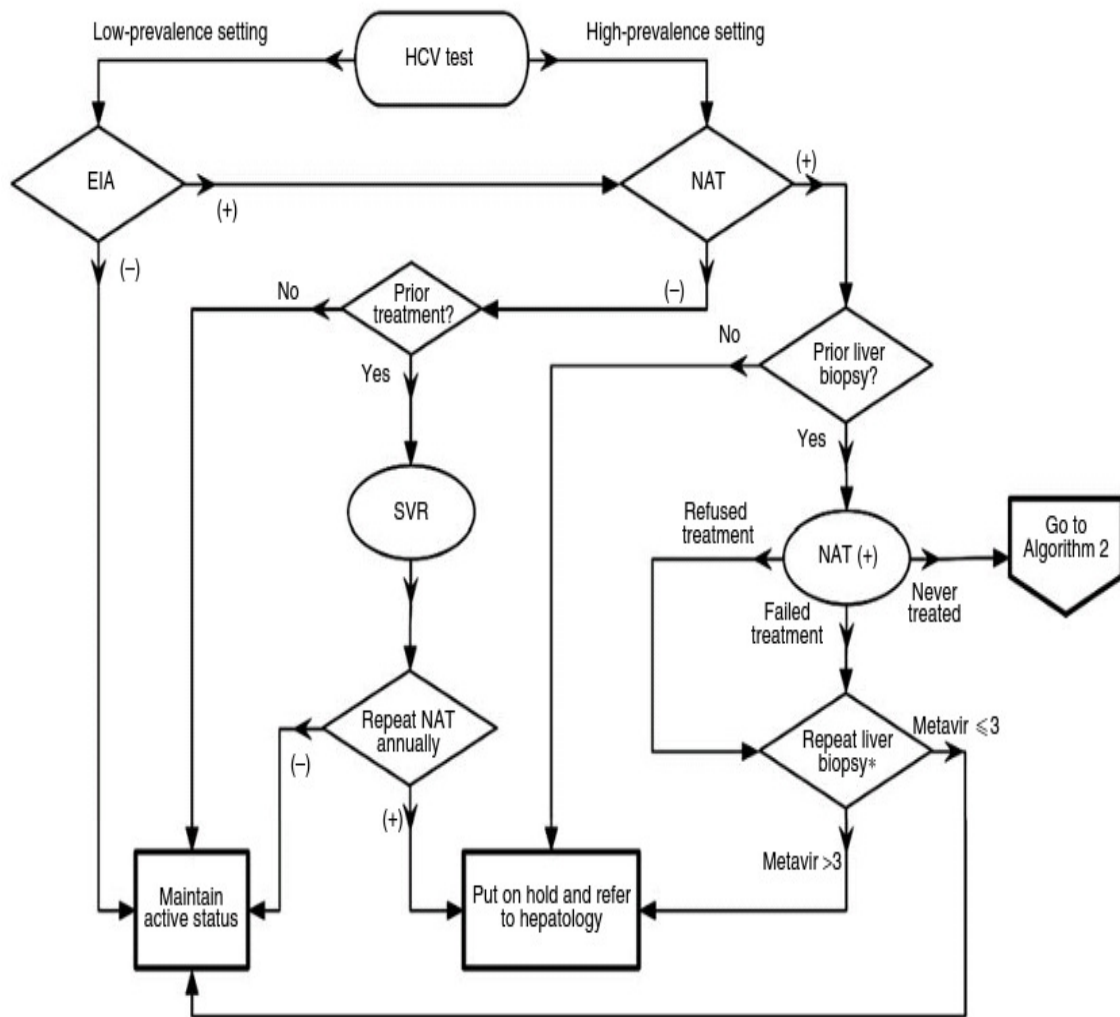 Low-prevalence setting
HCV test
High-prevalence setting
EIA
(+)
NAT
(+)
(–)
No
Prior
treatment?
(–)
Yes
No
Prior liver
biopsy?
Yes
SVR
Refused
treatment
NAT (+)
Go to
Algorithm 2
Failed
treatment
Never
treated
Repeat NAT
annually
(–)
(+)
Repeat liver
biopsy*
Metavir ⩽3
Metavir >3
Maintain
active status
Put on hold and refer
to hepatology